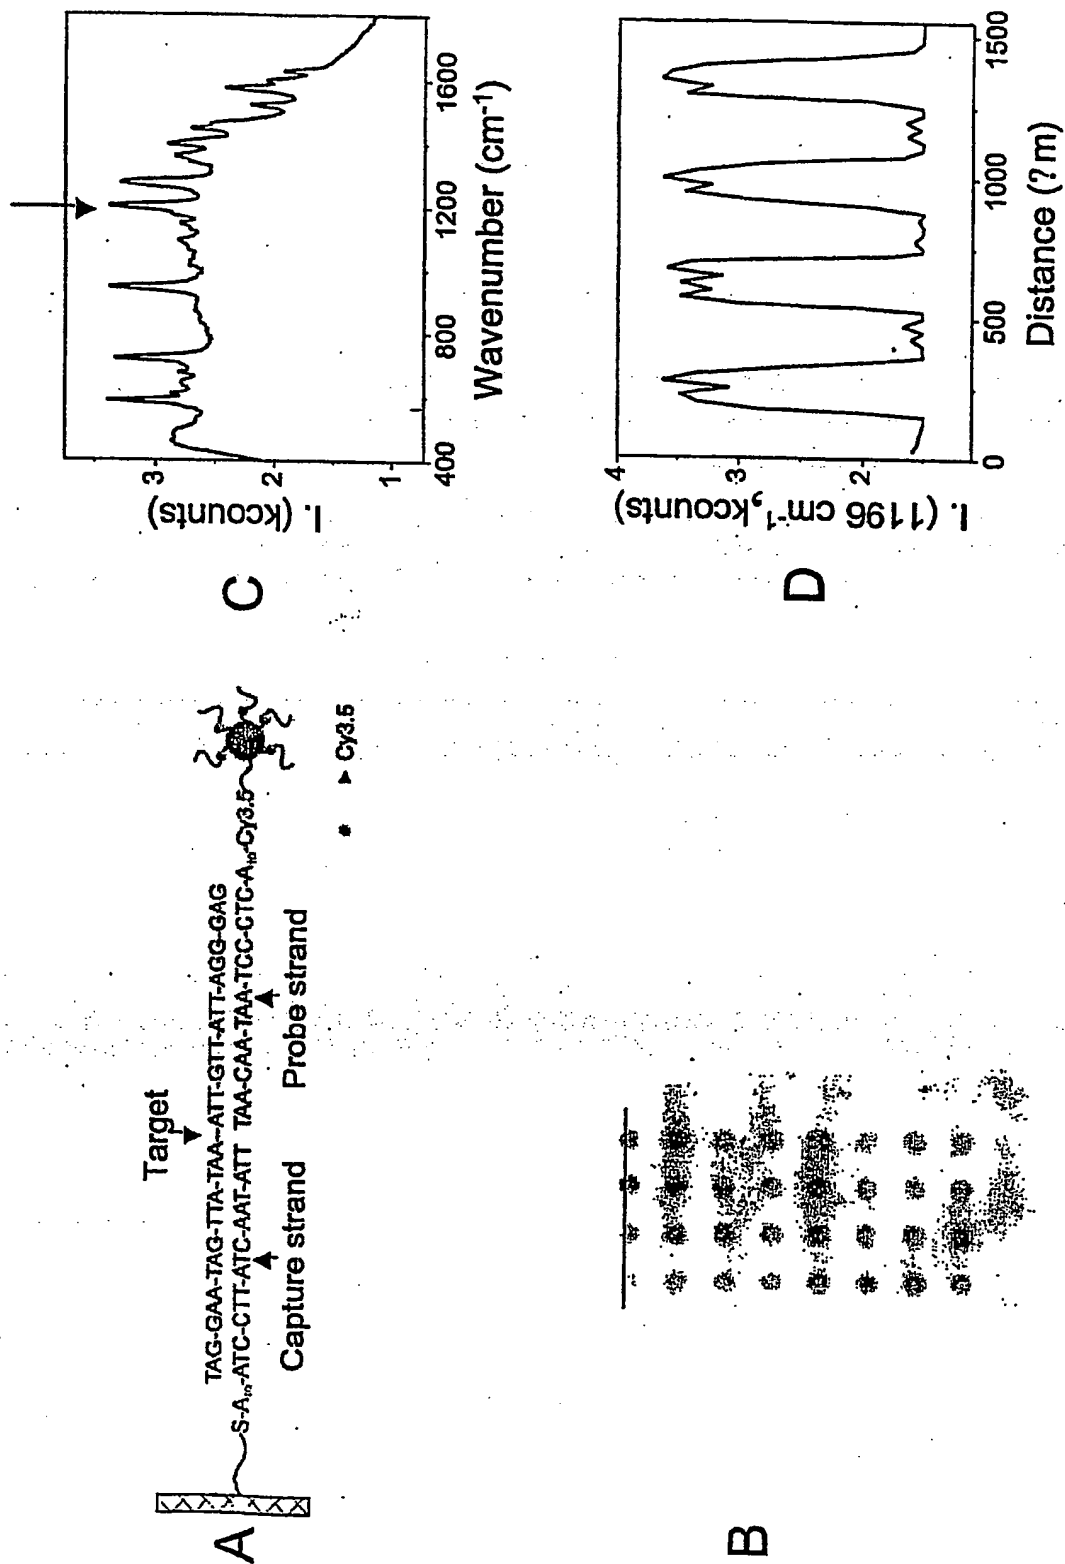 A
Target
TAG-GAA-TAG-TTA-TAA-ATT-GTT-ATT-AGG-GAG
S-A₁₀-ATC-CTT-ATC-AAT-ATT TAA-CAA-TAA-TCC-CTC-A₁₀-Cy3.5
Capture strand
Probe strand
* ► Cy3.5
B
C
I. (kcounts)
3
2
1
400
800
1200
1600
Wavenumber (cm⁻¹)
D
I. (1196 cm⁻¹,kcounts)
4
3
2
0
500
1000
1500
Distance (?m)